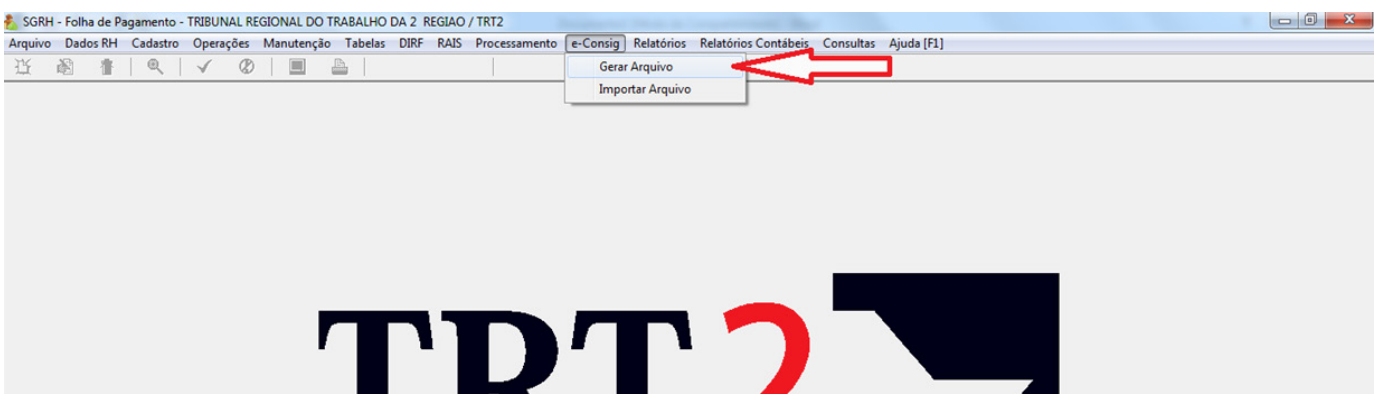 SGRH - Folha de Pagamento - TRIBUNAL REGIONAL DO TRABALHO DA 2 REGIAO / TRT2
Arquivo Dados RH Cadastro Operações Manutenção Tabelas DIRF RAIS Processamento e-Consig Relatórios Relatórios Contábeis Consultas Ajuda [F1]
Gerar Arquivo
Importar Arquivo
TRT2